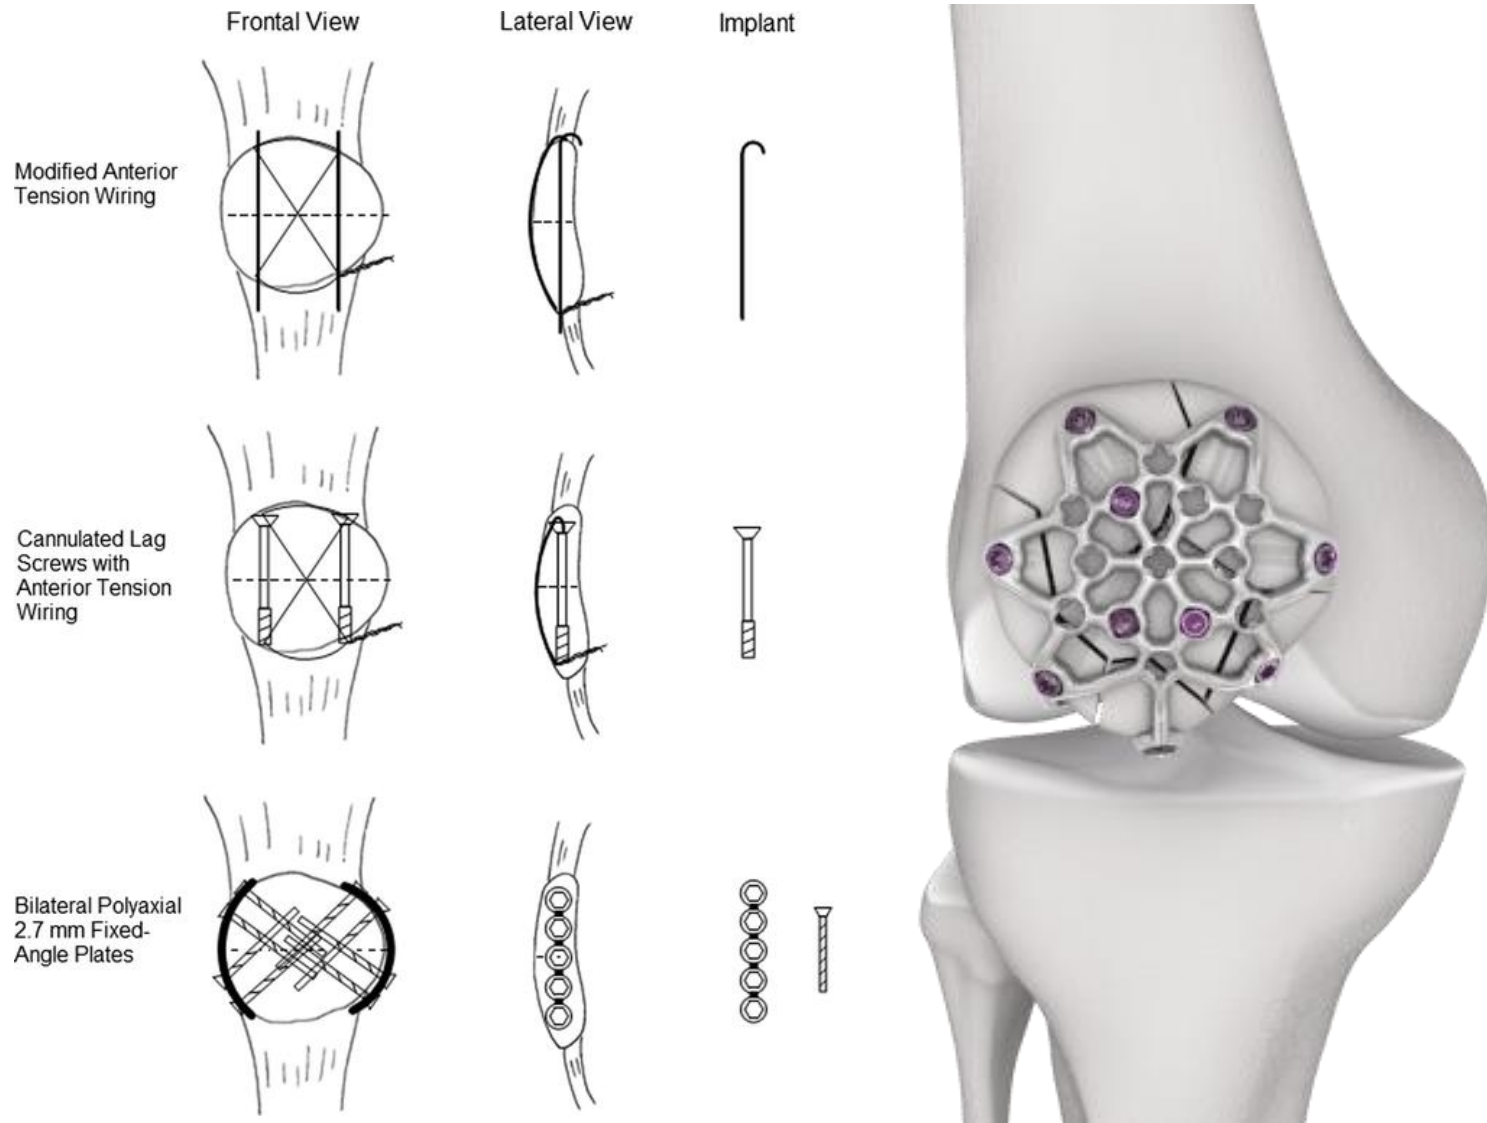 Frontal View
Lateral View
Implant
Modified Anterior
Tension Wiring
Cannulated Lag
Screws with
Anterior Tension
Wiring
Bilateral Polyaxial
2.7 mm Fixed-
Angle Plates